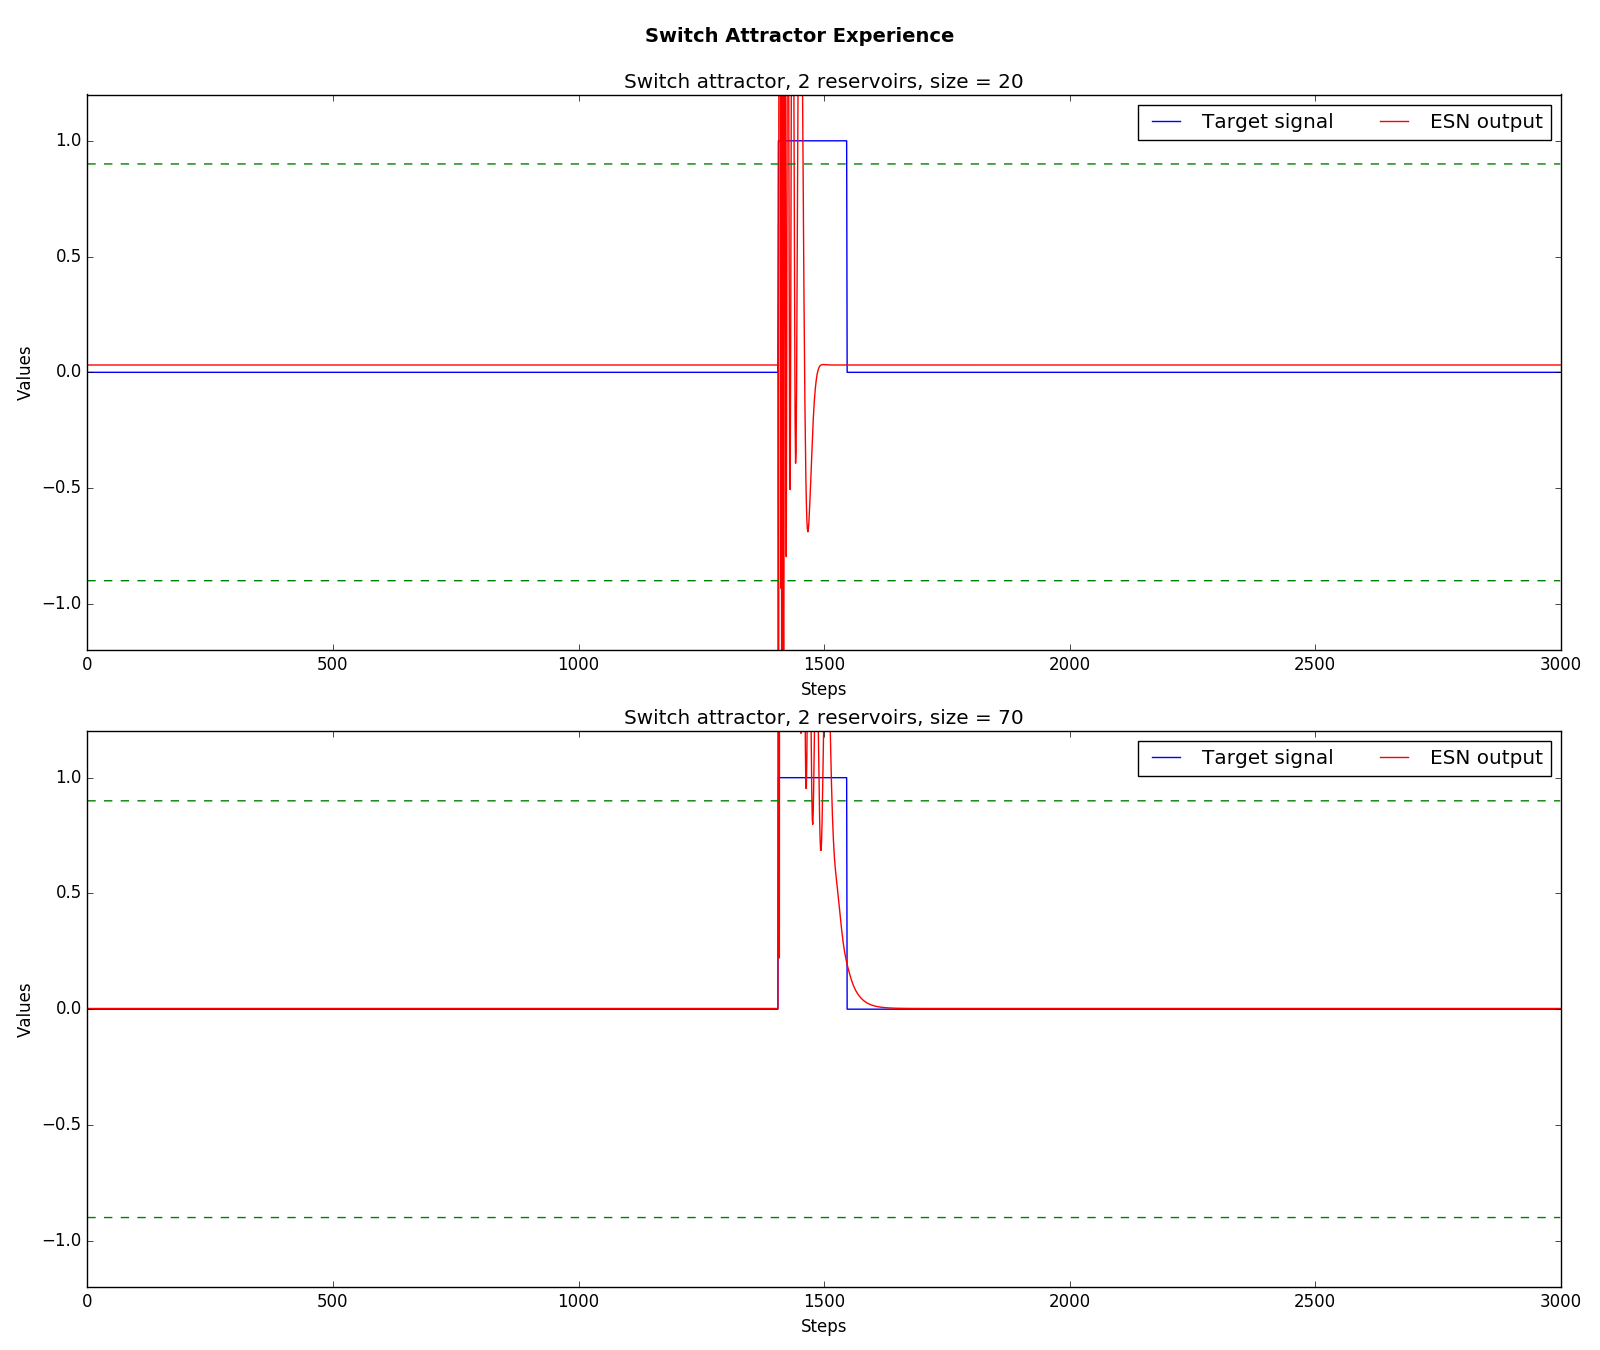 Switch Attractor Experience
Switch attractor, 2 reservoirs, size = 20
Target signal ESN output
1.0
0.5
0.0
−0.5
−1.0
Values
0 500 1000 1500 2000 2500 3000
Steps
Switch attractor, 2 reservoirs, size = 70
Target signal ESN output
1.0
0.5
0.0
−0.5
−1.0
Values
0 500 1000 1500 2000 2500 3000
Steps